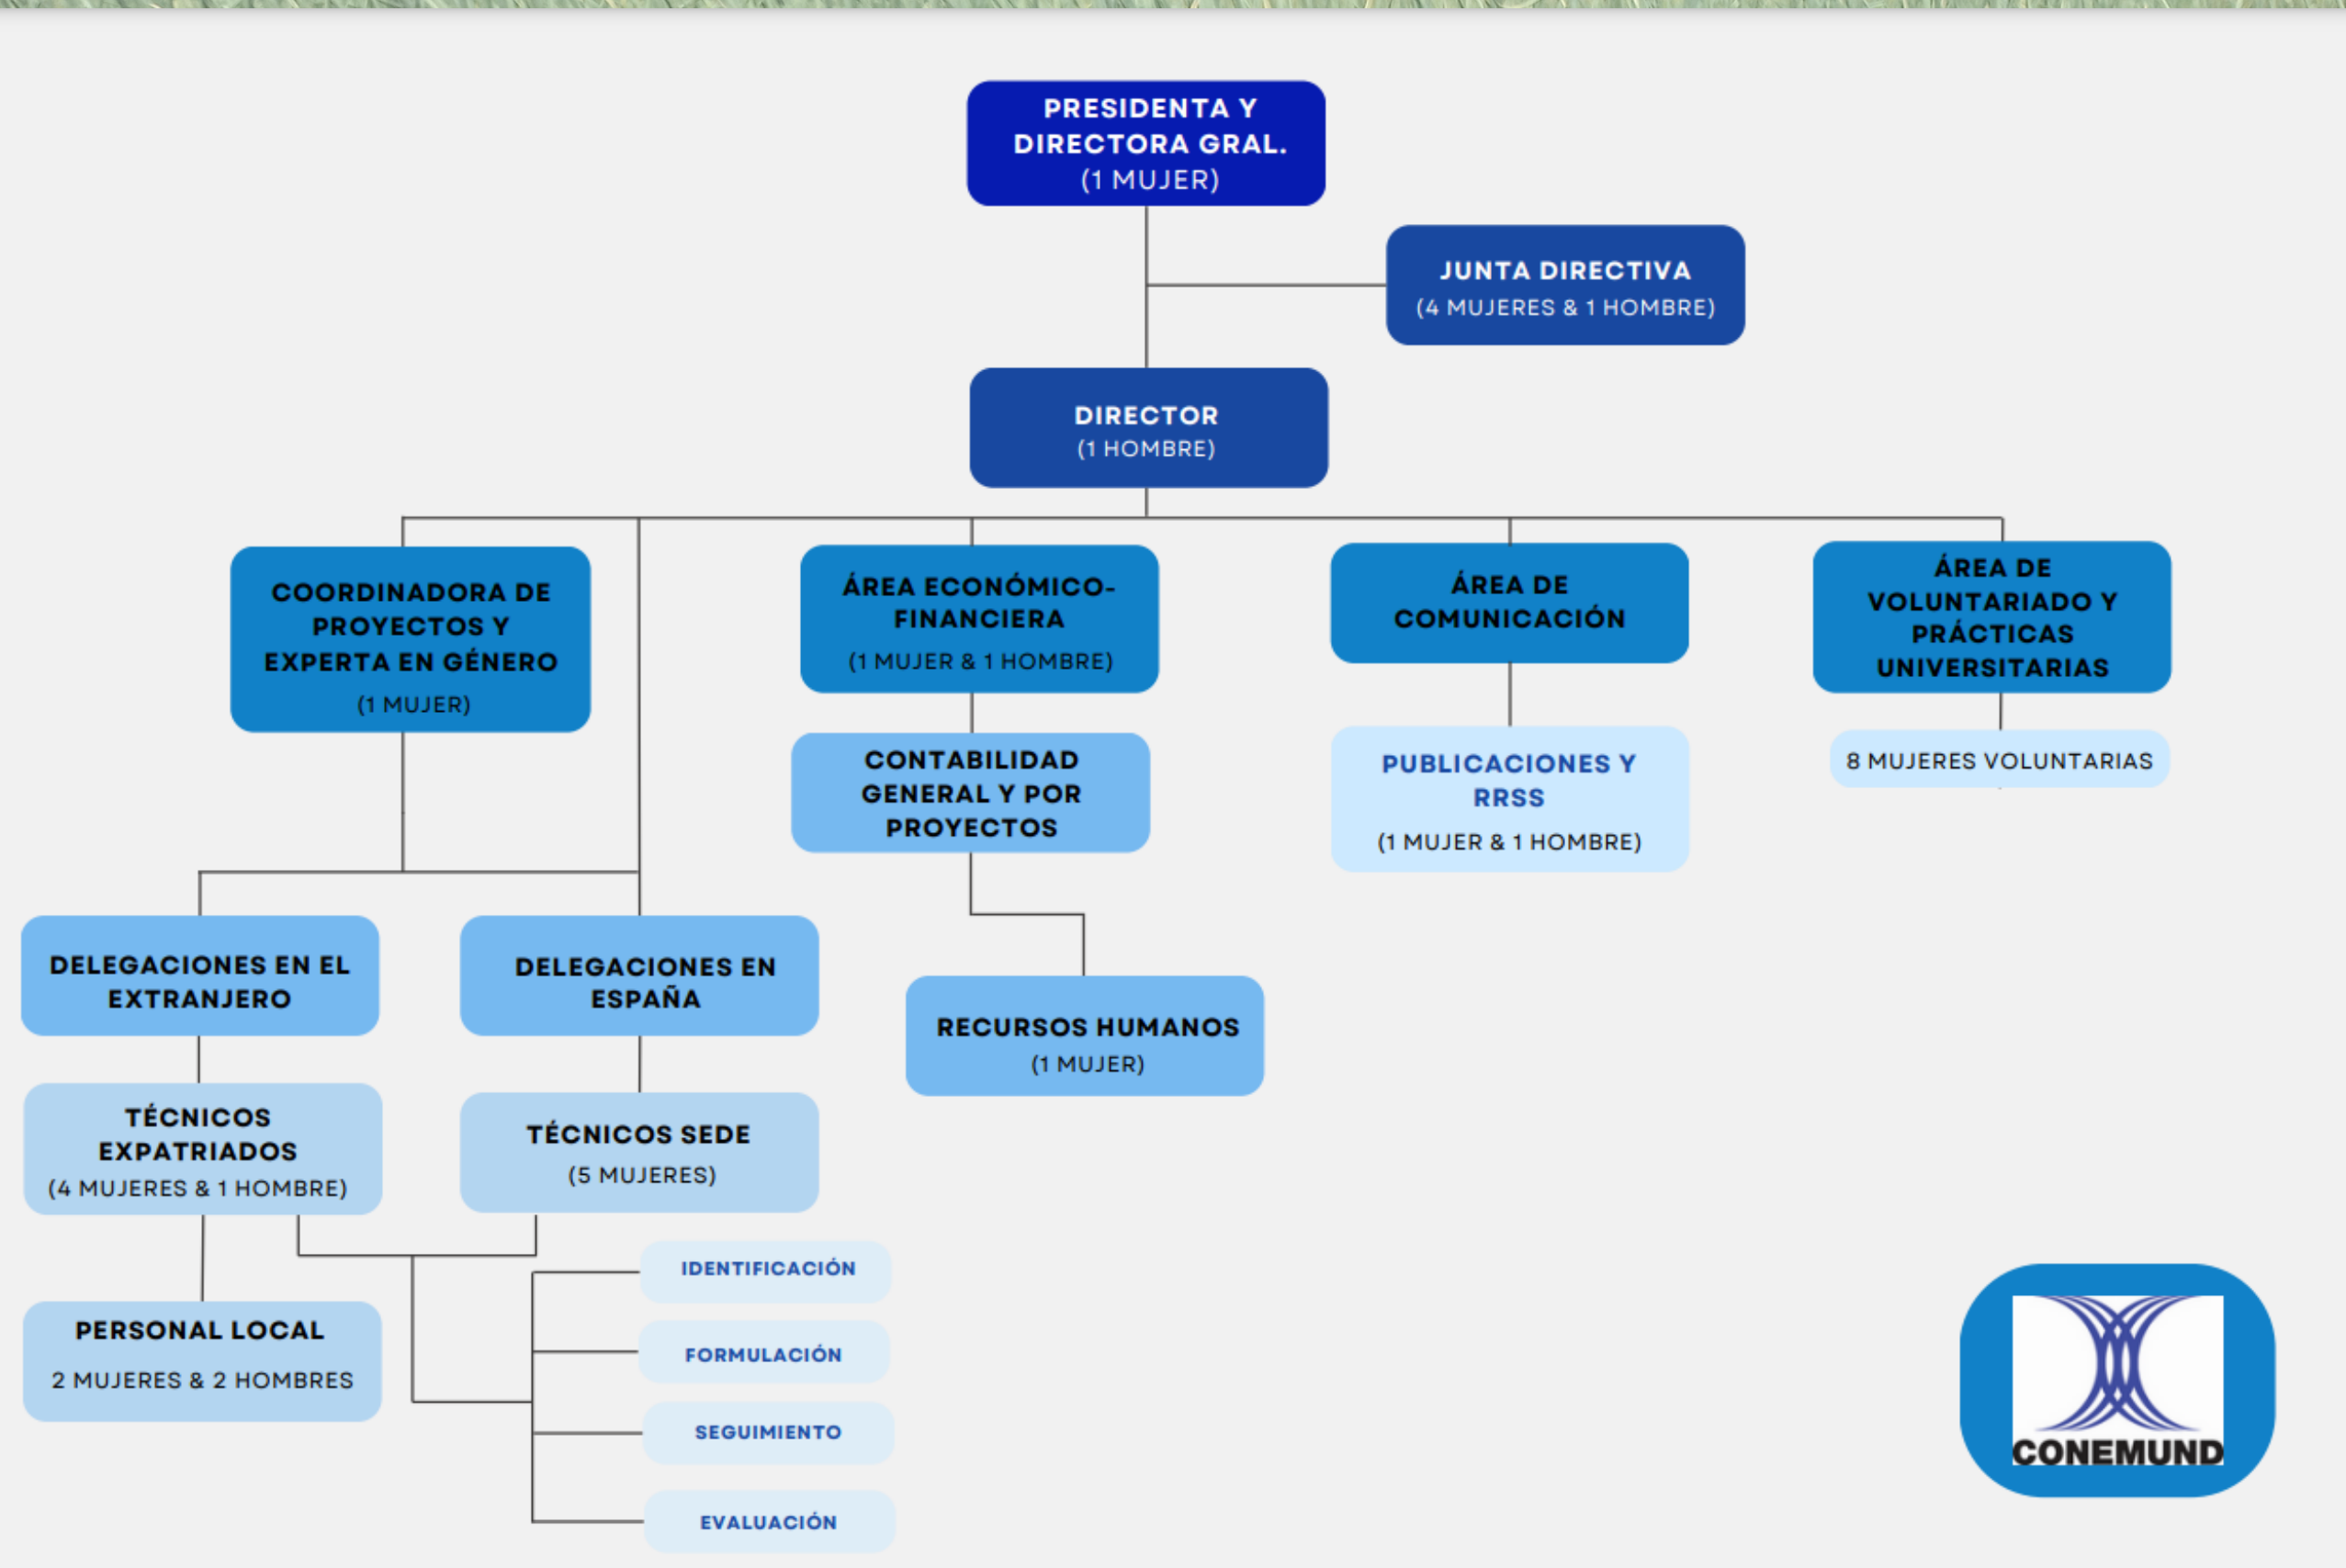 PRESIDENTA Y
DIRECTORA GRAL.
(1 MUJER)
JUNTA DIRECTIVA
(4 MUJERES & 1 HOMBRE)
DIRECTOR
(1 HOMBRE)
COORDINADORA DE
PROYECTOS Y
EXPERTA EN GÉNERO
(1 MUJER)
ÁREA ECONÓMICO-
FINANCIERA
(1 MUJER & 1 HOMBRE)
ÁREA DE
COMUNICACIÓN
ÁREA DE
VOLUNTARIADO Y
PRÁCTICAS
UNIVERSITARIAS
CONTABILIDAD
GENERAL Y POR
PROYECTOS
PUBLICACIONES Y
RRSS
(1 MUJER & 1 HOMBRE)
8 MUJERES VOLUNTARIAS
DELEGACIONES EN EL
EXTRANJERO
DELEGACIONES EN
ESPAÑA
RECURSOS HUMANOS
(1 MUJER)
TÉCNICOS
EXPATRIADOS
(4 MUJERES & 1 HOMBRE)
TÉCNICOS SEDE
(5 MUJERES)
PERSONAL LOCAL
2 MUJERES & 2 HOMBRES
IDENTIFICACIÓN
FORMULACIÓN
SEGUIMIENTO
EVALUACIÓN
CONEMUND